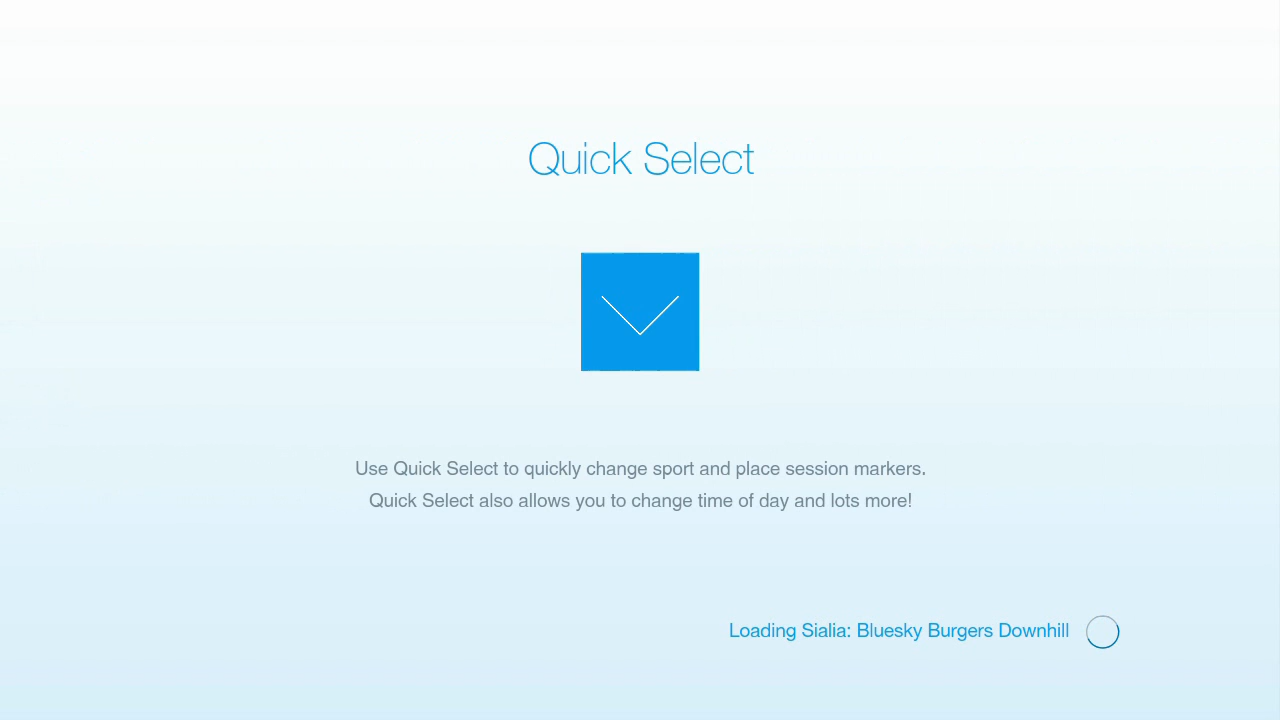 Quick Select
Use Quick Select to quickly change sport and place session markers.
Quick Select also allows you to change time of day and lots more!
Loading Sialia: Bluesky Burgers Downhill